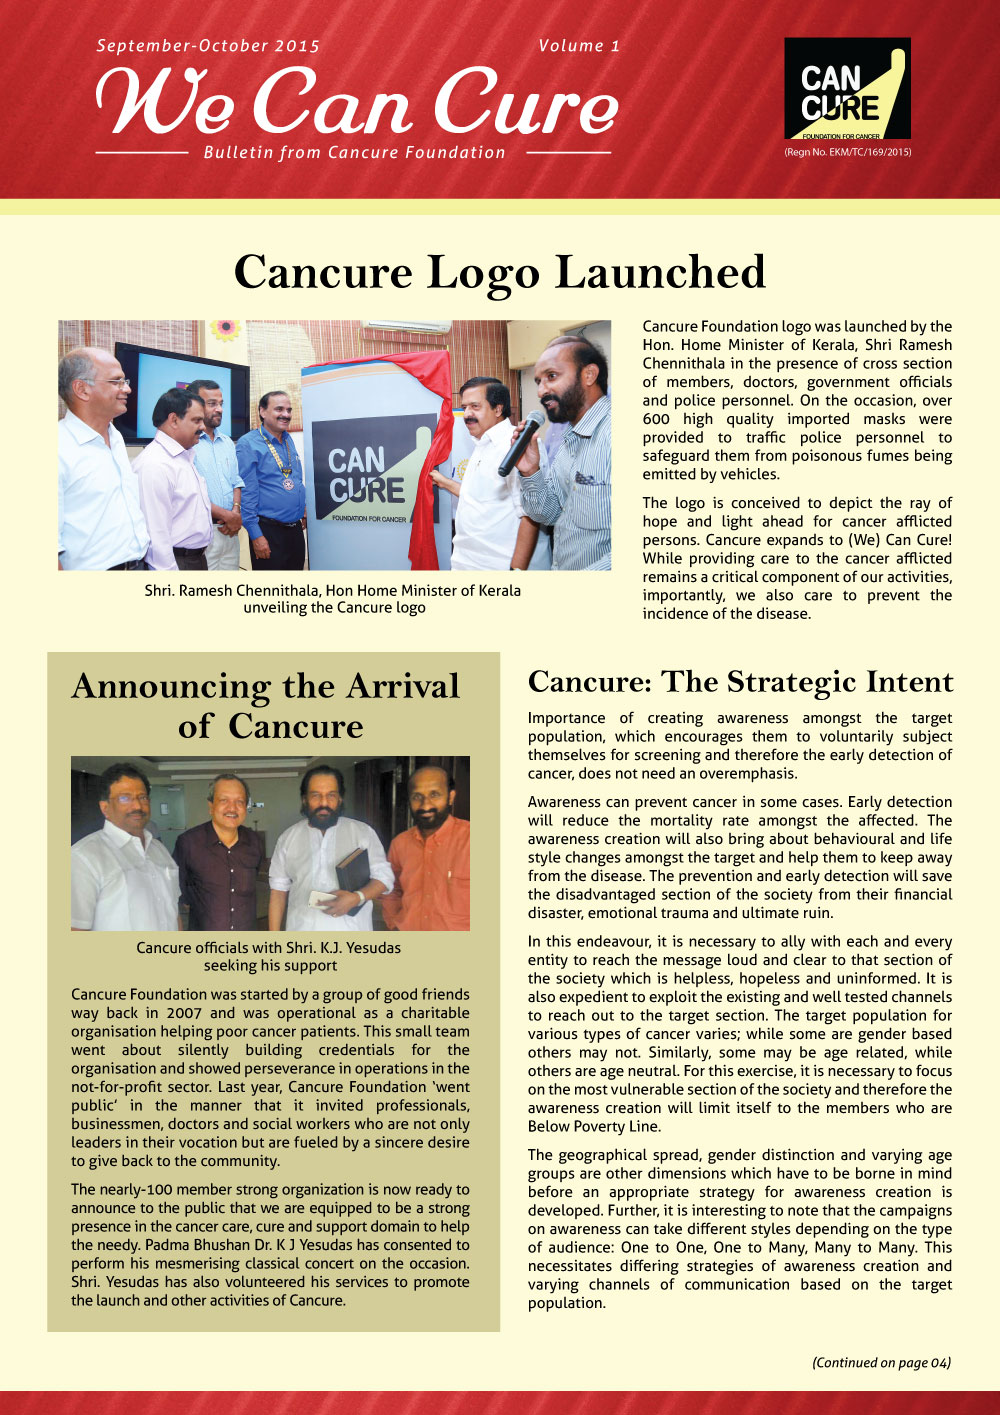 September-October 2015
Volume 1
We Can Cure
Bulletin from Cancure Foundation
CAN
CURE
FOUNDATION FOR CANCER
(Regn No. EKM/TC/169/2015)
Cancure Logo Launched
CAN
CURE
FOUNDATION FOR CANCER
Shri. Ramesh Chennithala, Hon Home Minister of Kerala
unveiling the Cancure logo
Cancure Foundation logo was launched by the
Hon. Home Minister of Kerala, Shri Ramesh
Chennithala in the presence of cross section
of members, doctors, government officials
and police personnel. On the occasion, over
600 high quality imported masks were
provided to traffic police personnel to
safeguard them from poisonous fumes being
emitted by vehicles.
The logo is conceived to depict the ray of
hope and light ahead for cancer afflicted
persons. Cancure expands to (We) Can Cure!
While providing care to the cancer afflicted
remains a critical component of our activities,
importantly, we also care to prevent the
incidence of the disease.
Announcing the Arrival
of Cancure
Cancure officials with Shri. K.J. Yesudas
seeking his support
Cancure Foundation was started by a group of good friends
way back in 2007 and was operational as a charitable
organisation helping poor cancer patients. This small team
went about silently building credentials for the
organisation and showed perseverance in operations in the
not-for-profit sector. Last year, Cancure Foundation ‘went
public’ in the manner that it invited professionals,
businessmen, doctors and social workers who are not only
leaders in their vocation but are fueled by a sincere desire
to give back to the community.
The nearly-100 member strong organization is now ready to
announce to the public that we are equipped to be a strong
presence in the cancer care, cure and support domain to help
the needy. Padma Bhushan Dr. K J Yesudas has consented to
perform his mesmerising classical concert on the occasion.
Shri. Yesudas has also volunteered his services to promote
the launch and other activities of Cancure.
Cancure: The Strategic Intent
Importance of creating awareness amongst the target
population, which encourages them to voluntarily subject
themselves for screening and therefore the early detection of
cancer, does not need an overemphasis.
Awareness can prevent cancer in some cases. Early detection
will reduce the mortality rate amongst the affected. The
awareness creation will also bring about behavioural and life
style changes amongst the target and help them to keep away
from the disease. The prevention and early detection will save
the disadvantaged section of the society from their financial
disaster, emotional trauma and ultimate ruin.
In this endeavour, it is necessary to ally with each and every
entity to reach the message loud and clear to that section of
the society which is helpless, hopeless and uninformed. It is
also expedient to exploit the existing and well tested channels
to reach out to the target section. The target population for
various types of cancer varies; while some are gender based
others may not. Similarly, some may be age related, while
others are age neutral. For this exercise, it is necessary to focus
on the most vulnerable section of the society and therefore the
awareness creation will limit itself to the members who are
Below Poverty Line.
The geographical spread, gender distinction and varying age
groups are other dimensions which have to be borne in mind
before an appropriate strategy for awareness creation is
developed. Further, it is interesting to note that the campaigns
on awareness can take different styles depending on the type
of audience: One to One, One to Many, Many to Many. This
necessitates differing strategies of awareness creation and
varying channels of communication based on the target
population.
(Continued on page 04)